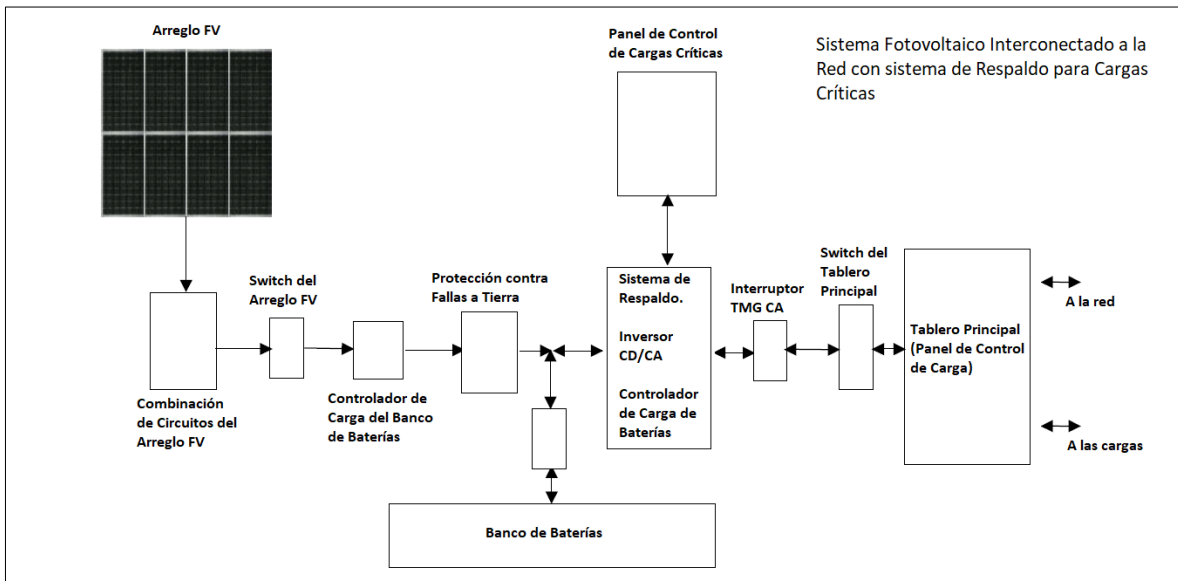 Arreglo FV
Panel de Control
de Cargas Críticas
Sistema Fotovoltaico Interconectado a la
Red con sistema de Respaldo para Cargas
Críticas
Switch del
Arreglo FV
Protección contra
Fallas a Tierra
Sistema de
Respaldo.
Inversor
CD/CA
Controlador
de Carga de
Baterías
Interruptor
TMG CA
Switch del
Tablero
Principal
Tablero Principal
(Panel de Control
de Carga)
A la red
A las cargas
Combinación
de Circuitos del
Arreglo FV
Controlador de
Carga del Banco
de Baterías
Banco de Baterías